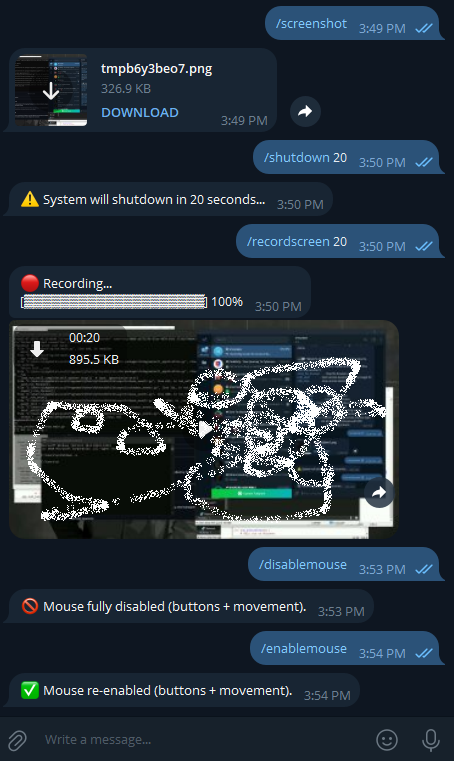 /screenshot 3:49 PM
tmpb6y3beo7.png
326.9 KB
DOWNLOAD 3:49 PM
/shutdown 20 3:50 PM
⚠️ System will shutdown in 20 seconds... 3:50 PM
/recordscreen 20 3:50 PM
🔴 Recording...
[▒▒▒▒▒▒▒▒▒▒▒▒▒▒▒▒▒▒▒▒] 100% 3:50 PM
00:20
895.5 KB
/disablemouse 3:53 PM
🚫 Mouse fully disabled (buttons + movement). 3:53 PM
/enablemouse 3:54 PM
✅ Mouse re-enabled (buttons + movement). 3:54 PM
Write a message...